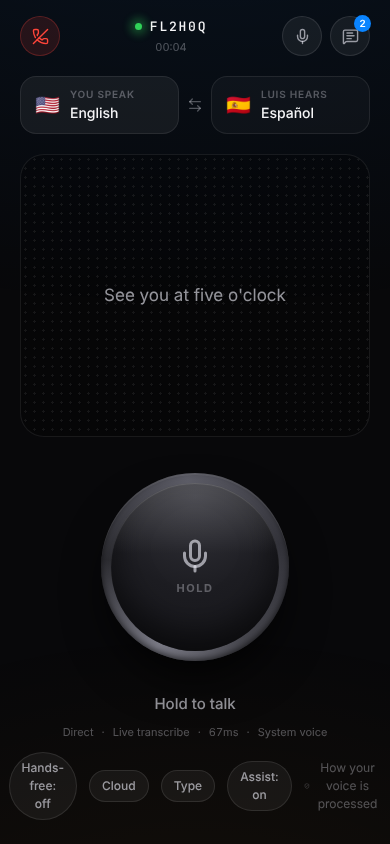 FL2H0Q
00:04
2
YOU SPEAK
English
LUIS HEARS
Español
See you at five o'clock
HOLD
Hold to talk
Direct · Live transcribe · 67ms · System voice
Hands-
free:
off
Cloud
Type
Assist:
on
How your
voice is
processed